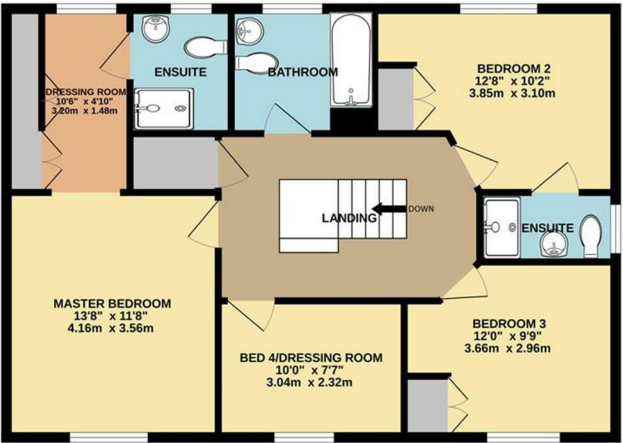 DRESSING ROOM
10'6" x 4'10"
3.20m x 1.48m
ENSUITE
BATHROOM
BEDROOM 2
12'8" x 10'2"
3.85m x 3.10m
LANDING
DOWN
ENSUITE
MASTER BEDROOM
13'8" x 11'8"
4.16m x 3.56m
BED 4/DRESSING ROOM
10'0" x 7'7"
3.04m x 2.32m
BEDROOM 3
12'0" x 9'9"
3.66m x 2.96m